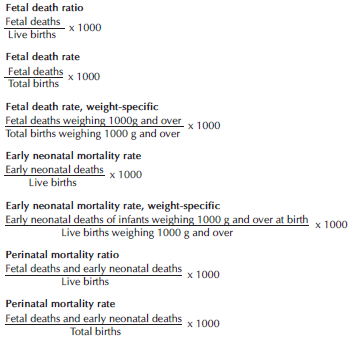 Fetal death ratio
Fetal deaths
Live births
x 1000
Fetal death rate
Fetal deaths
Total births
x 1000
Fetal death rate, weight-specific
Fetal deaths weighing 1000g and over
Total births weighing 1000 g and over
x 1000
Early neonatal mortality rate
Early neonatal deaths
Live births
x 1000
Early neonatal mortality rate, weight-specific
Early neonatal deaths of infants weighing 1000 g and over at birth
Live births weighing 1000 g and over
x 1000
Perinatal mortality ratio
Fetal deaths and early neonatal deaths
Live births
x 1000
Perinatal mortality rate
Fetal deaths and early neonatal deaths
Total births
x 1000